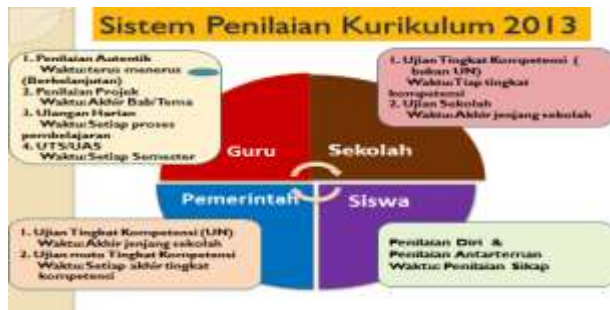 Sistem Penilaian Kurikulum 2013
1. Penilaian Autentik
Waktu: terus menerus
(Berkelanjutan)
2. Penilaian Projek
Waktu: Akhir Bab/Tema
3. Ulangan Harian
Waktu: Setiap proses
pembelajaran
4. UTS/UAS
Waktu: Setiap Semester
1. Ujian Tingkat Kompetensi (
bukan UN)
Waktu: Tiap tingkat
kompetensi
2. Ujian Sekolah
Waktu: Akhir jenjang sekolah
Guru
Sekolah
Pemerintah
Siswa
1. Ujian Tingkat Kompetensi (UN)
Waktu: Akhir jenjang sekolah
2. Ujian mutu Tingkat Kompetensi
Waktu: Setiap akhir tingkat
kompetensi
Penilaian Diri &
Penilaian Antarteman
Waktu: Penilaian Sikap